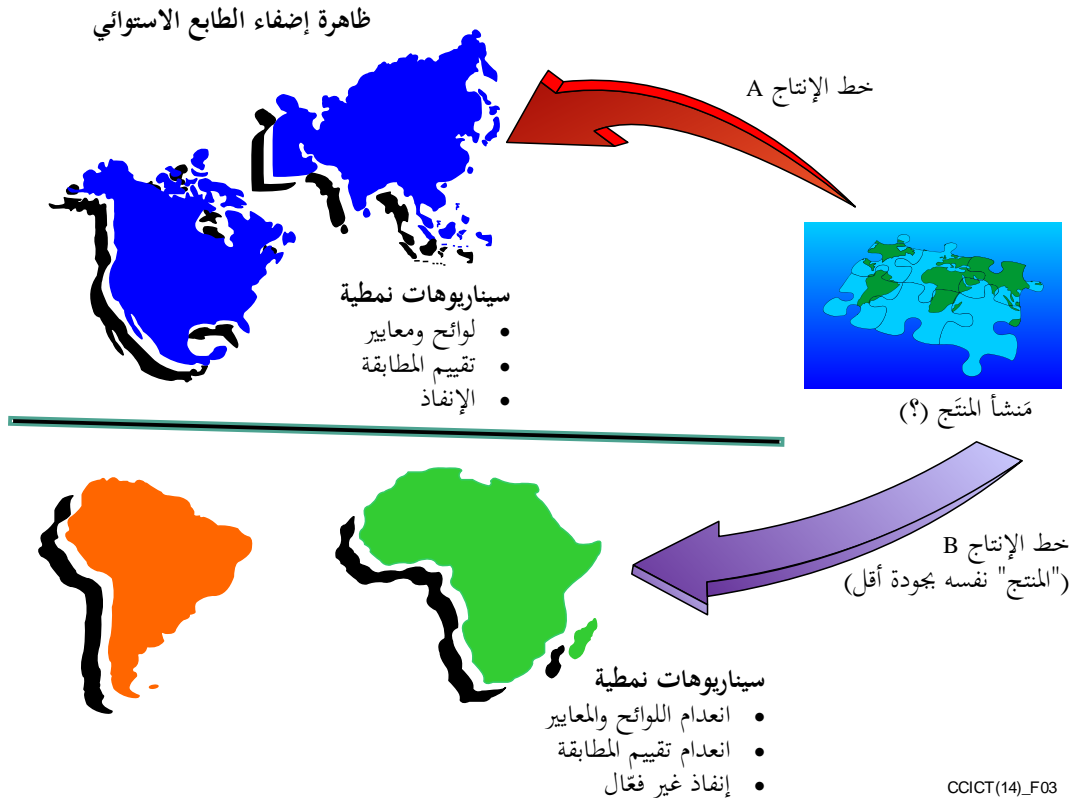 ظاهرة إضفاء الطابع الاستوائي
خط الإنتاج A
سيناريوهات نمطية
• لوائح ومعايير
• تقييم المطابقة
• الإنفاذ
مَنشأ المنتَج (؟)
خط الإنتاج B
("المنتج" نفسه بجودة أقل)
سيناريوهات نمطية
• انعدام اللوائح والمعايير
• انعدام تقييم المطابقة
• إنفاذ غير فعّال
CCICT(14)_F03